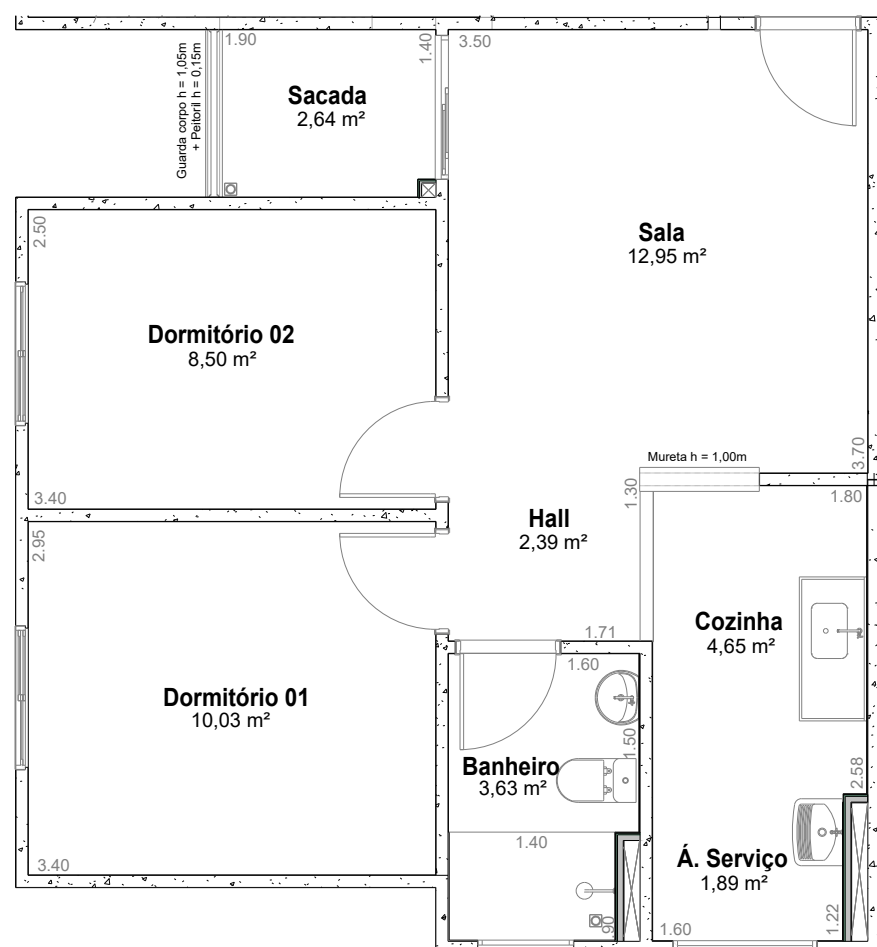 1.90
1.40
3.50
Guarda corpo h = 1,05m
+ Peitoril h = 0,15m
Sacada
2,64 m²
2.50
Sala
12,95 m²
Dormitório 02
8,50 m²
3.40
Mureta h = 1,00m
3.70
1.30
1.80
Hall
2,39 m²
2.95
1.71
Cozinha
4,65 m²
1.60
Dormitório 01
10,03 m²
1.50
Banheiro
3,63 m²
2.58
1.40
Á. Serviço
1,89 m²
3.40
.90
1.60
1.22